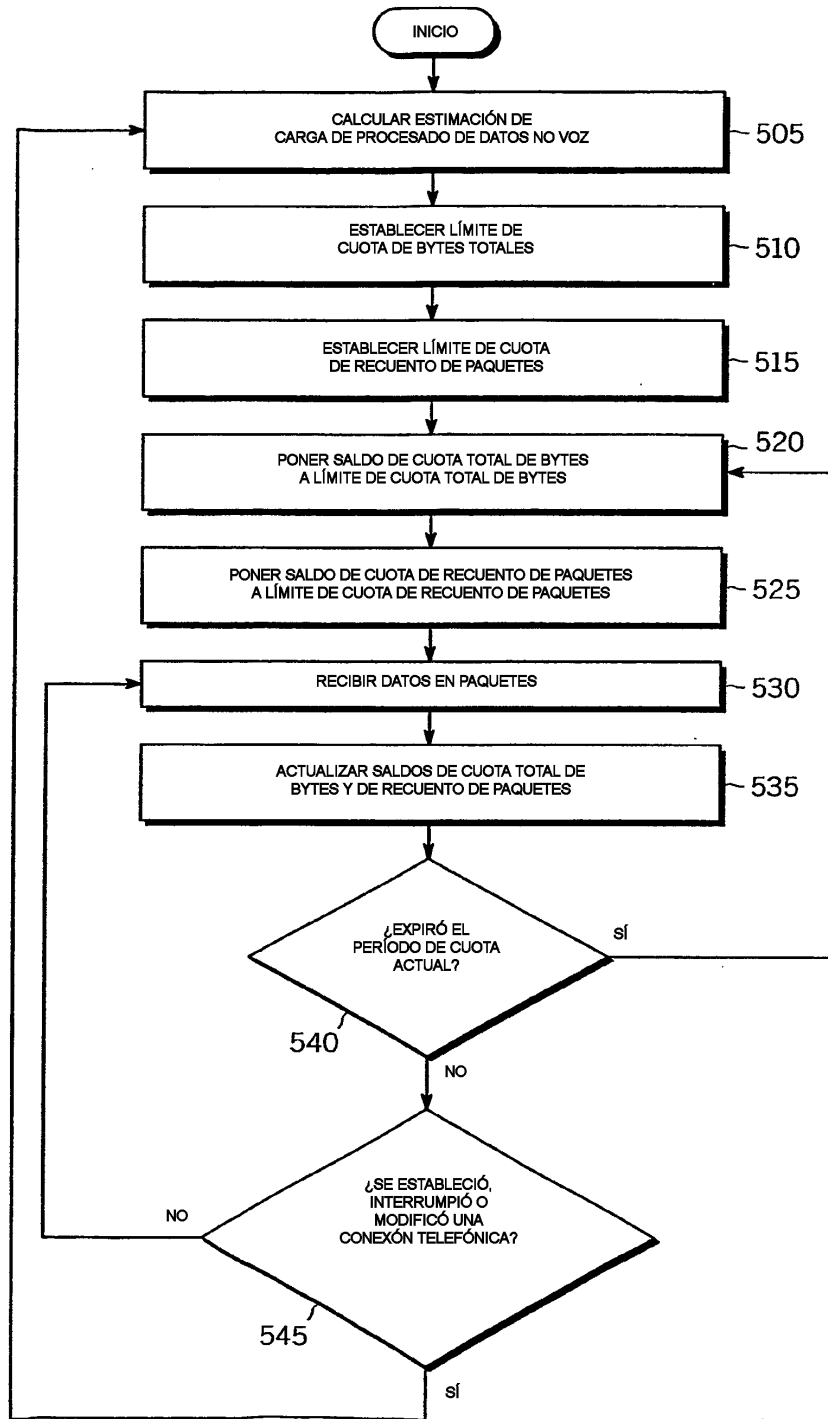 INICIO
CALCULAR ESTIMACIÓN DE
CARGA DE PROCESADO DE DATOS NO VOZ
505
ESTABLECER LÍMITE DE
CUOTA DE BYTES TOTALES
510
ESTABLECER LÍMITE DE CUOTA
DE RECUENTO DE PAQUETES
515
PONER SALDO DE CUOTA TOTAL DE BYTES
A LÍMITE DE CUOTA TOTAL DE BYTES
520
PONER SALDO DE CUOTA DE RECUENTO DE PAQUETES
A LÍMITE DE CUOTA DE RECUENTO DE PAQUETES
525
RECIBIR DATOS EN PAQUETES
530
ACTUALIZAR SALDOS DE CUOTA TOTAL DE
BYTES Y DE RECUENTO DE PAQUETES
535
¿EXPIRÓ EL
PERÍODO DE CUOTA
ACTUAL?
SÍ
540
NO
¿SE ESTABLECIÓ,
INTERRUMPIÓ O
MODIFICÓ UNA
CONEXÓN TELEFÓNICA?
NO
545
SÍ